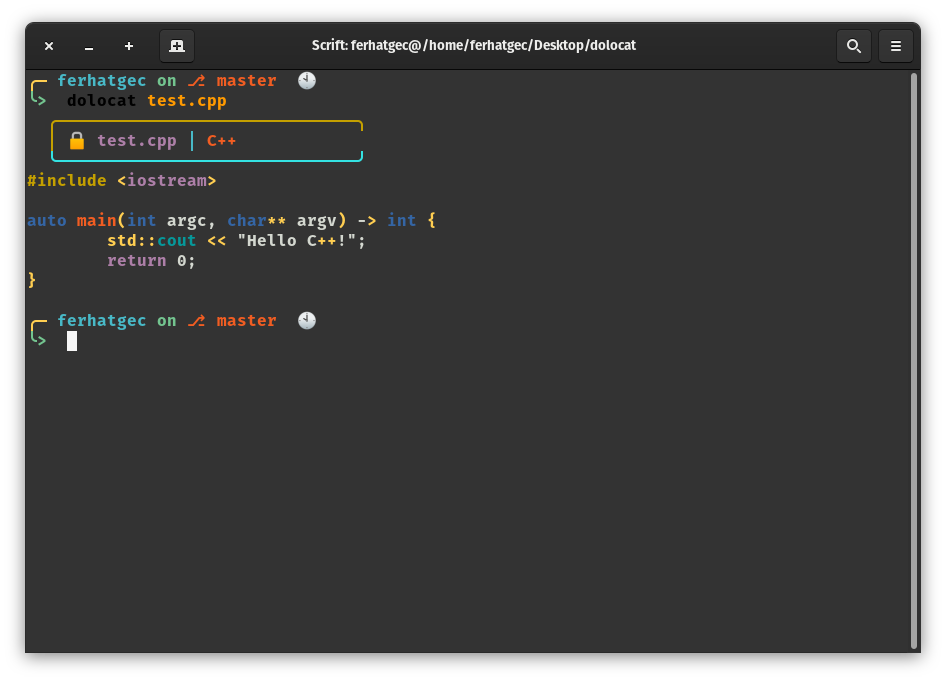 Scrift: ferhatgec@/home/ferhatgec/Desktop/dolocat
ferhatgec on ⎇ master 🕙
> dolocat test.cpp
🔒 test.cpp | C++
#include <iostream>

auto main(int argc, char** argv) -> int {
        std::cout << "Hello C++!";
        return 0;
}

ferhatgec on ⎇ master 🕙
>